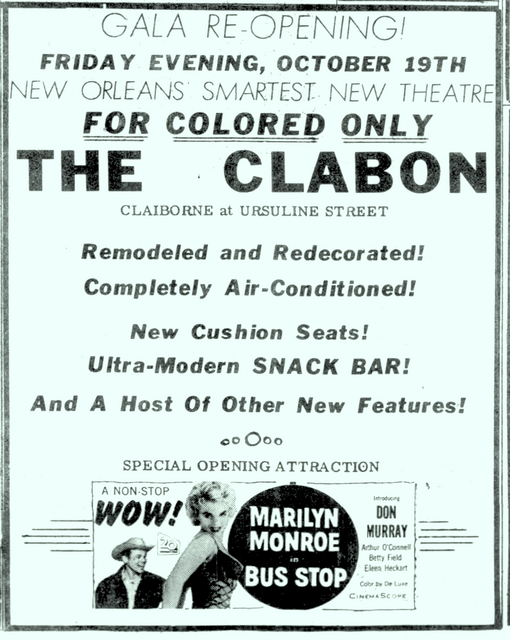 GALA RE-OPENING!
FRIDAY EVENING, OCTOBER 19TH
NEW ORLEANS' SMARTEST NEW THEATRE
FOR COLORED ONLY
THE CLABON
CLAIBORNE at URSULINE STREET
Remodeled and Redecorated!
Completely Air-Conditioned!
New Cushion Seats!
Ultra-Modern SNACK BAR!
And A Host Of Other New Features!
SPECIAL OPENING ATTRACTION
A NON-STOP
WOW!
MARILYN
MONROE
in
BUS STOP
Introducing
DON
MURRAY
Arthur O'Connell
Betty Field
Eileen Heckart
Color by De Luxe
CINEMASCOPE